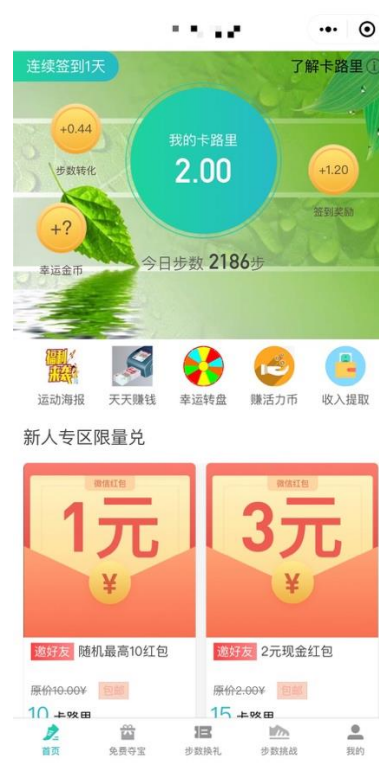 连续签到1天
了解卡路里
+0.44
步数转化
我的卡路里
2.00
+1.20
签到奖励
+?
幸运金币
今日步数 2186步
福利来袭
运动海报
天天赚钱
幸运转盘
赚活力币
收入提取
新人专区限量兑
微信红包
1元
¥
微信红包
3元
¥
邀好友 随机最高10红包
邀好友 2元现金红包
原价10.00¥ 包邮
原价2.00¥ 包邮
10 卡路里
15 卡路里
首页
免费夺宝
步数换礼
步数挑战
我的